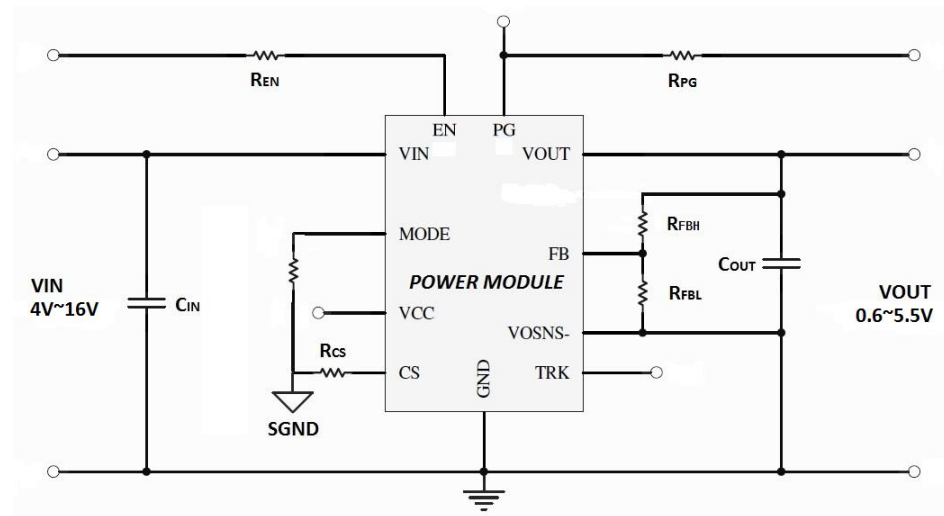 REN
RPG
EN
PG
VIN
VOUT
MODE
RFBH
FB
COUT
POWER MODULE
VIN
4V~16V
CIN
RFBL
VOUT
0.6~5.5V
VCC
VOSNS-
RCS
CS
GND
TRK
SGND